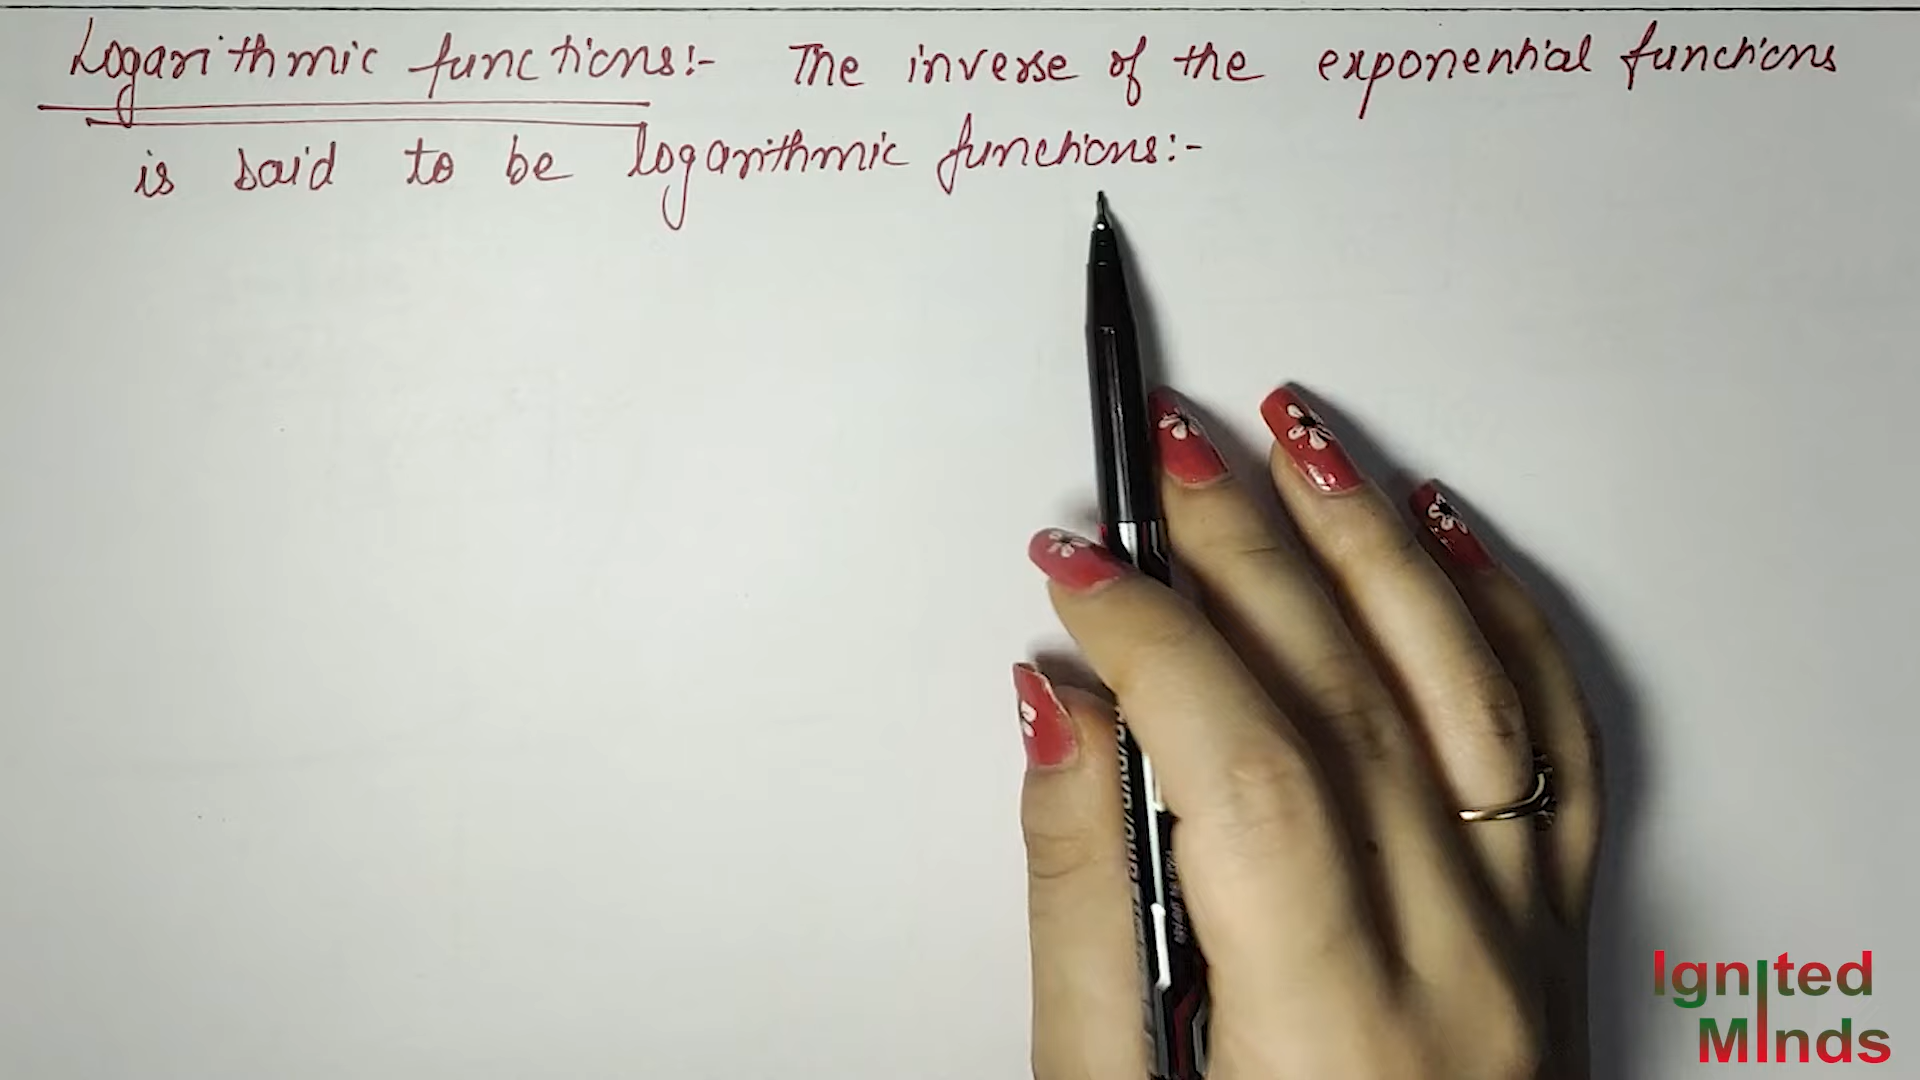 Logarithmic functions:- The inverse of the exponential functions
is said to be logarithmic functions:-
Ignited
Minds